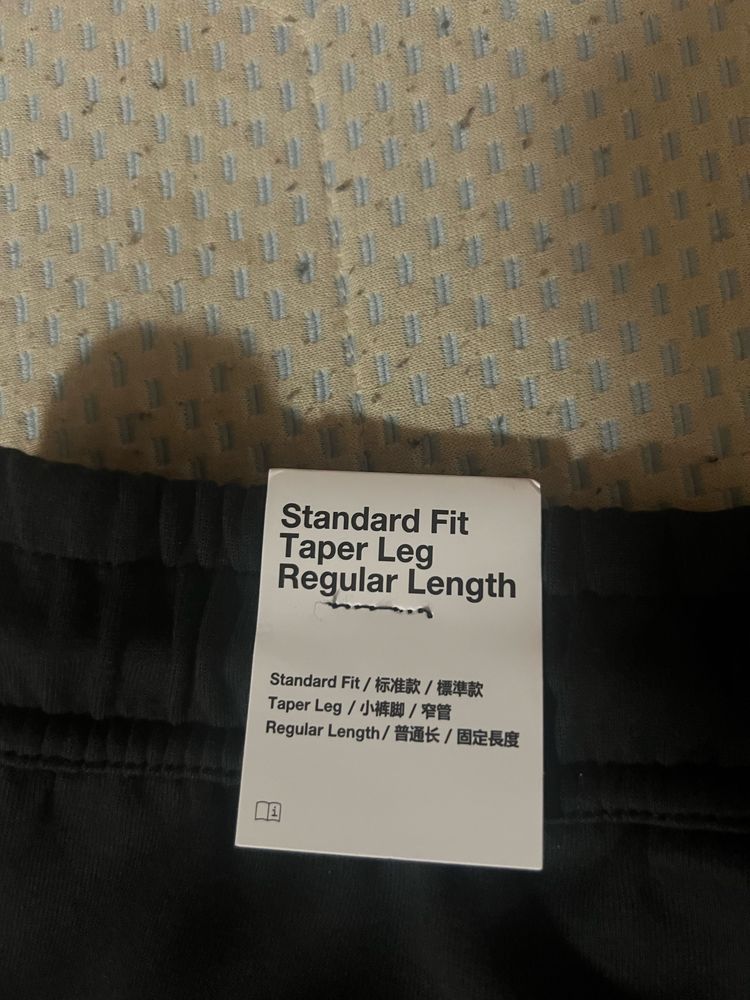 Standard Fit
Taper Leg
Regular Length
Standard Fit / 标准款 / 標準款
Taper Leg / 小裤脚 / 窄管
Regular Length / 普通长 / 固定長度
i